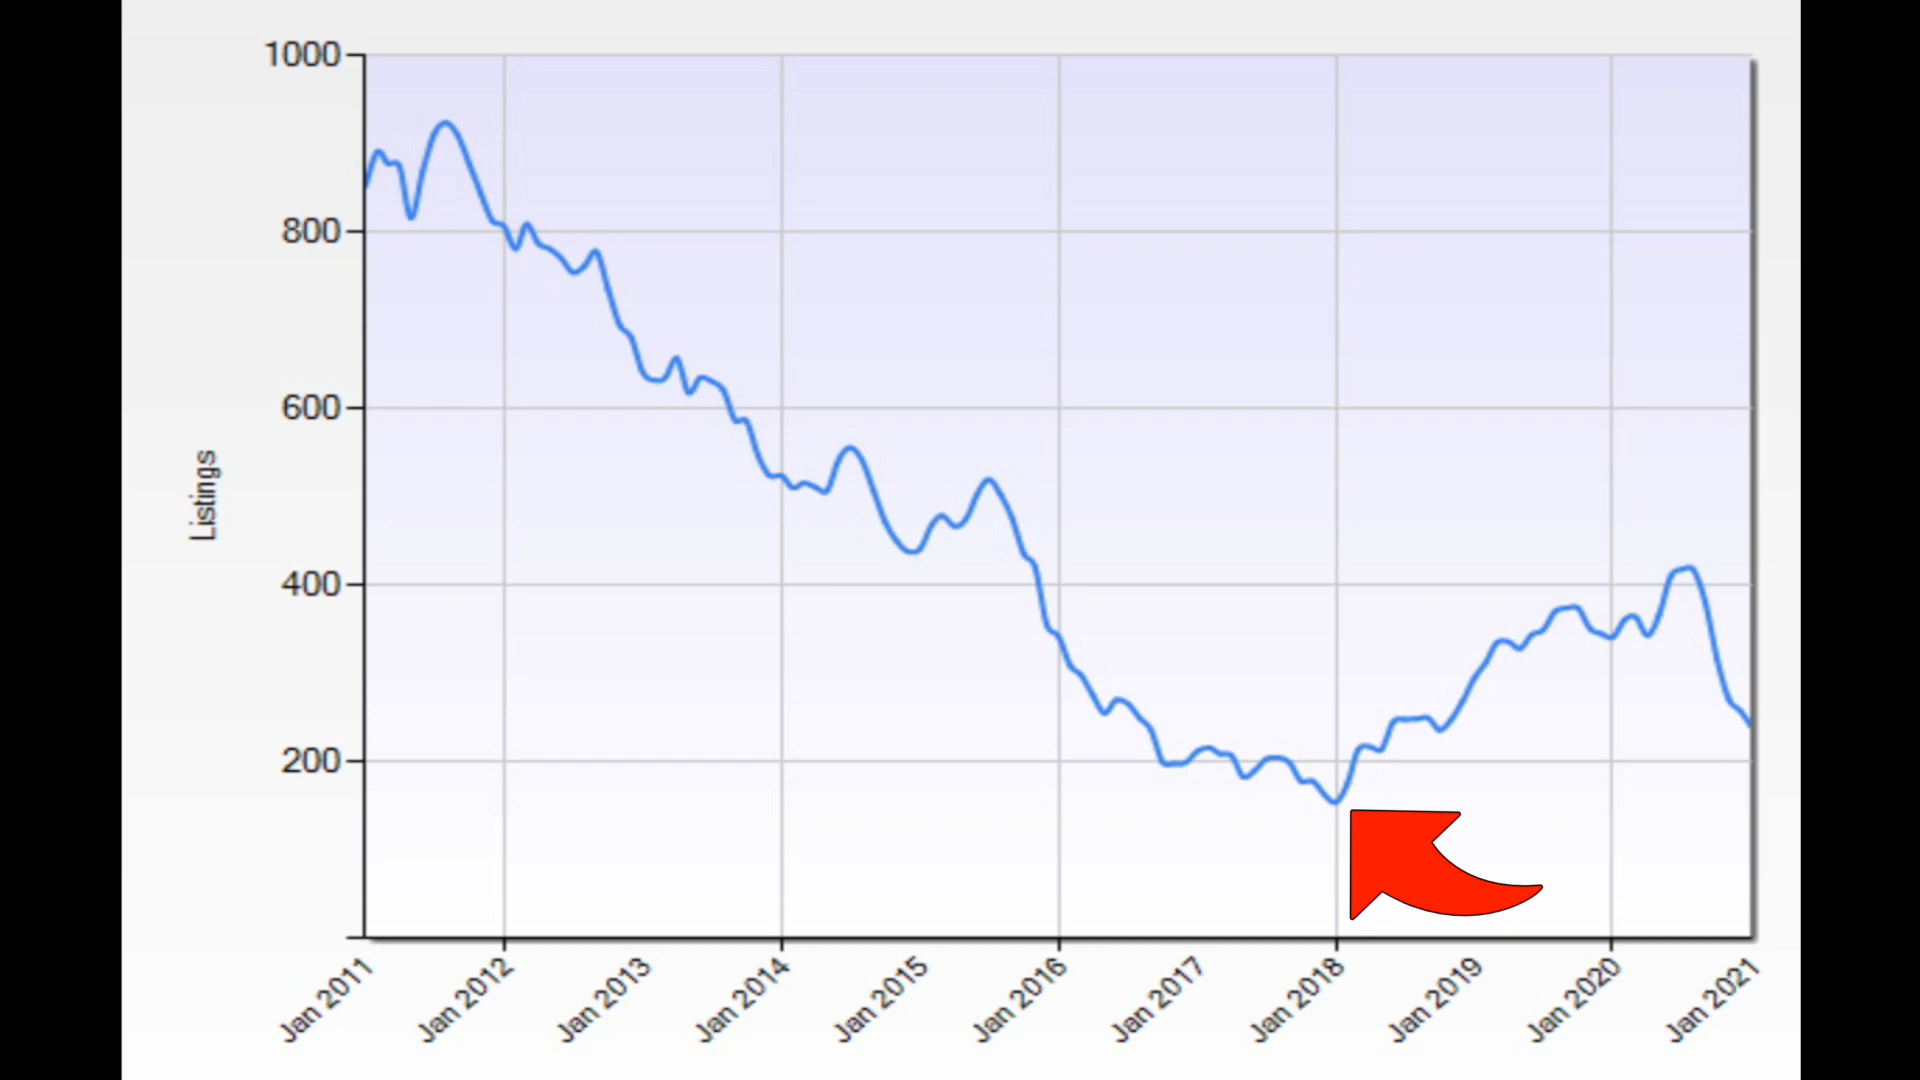 1000
800
600
400
200
Listings
Jan 2011
Jan 2012
Jan 2013
Jan 2014
Jan 2015
Jan 2016
Jan 2017
Jan 2018
Jan 2019
Jan 2020
Jan 2021